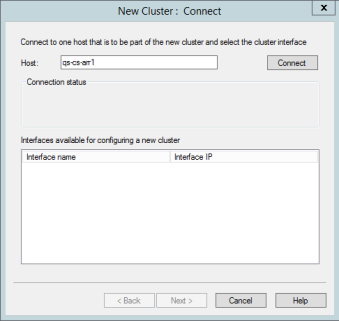 New Cluster :  Connect
x
Connect to one host that is to be part of the new cluster and select the cluster interface
Host:
qs-cs-arr1
Connect
Connection status
Interfaces available for configuring a new cluster
Interface name
Interface IP
< Back
Next >
Cancel
Help